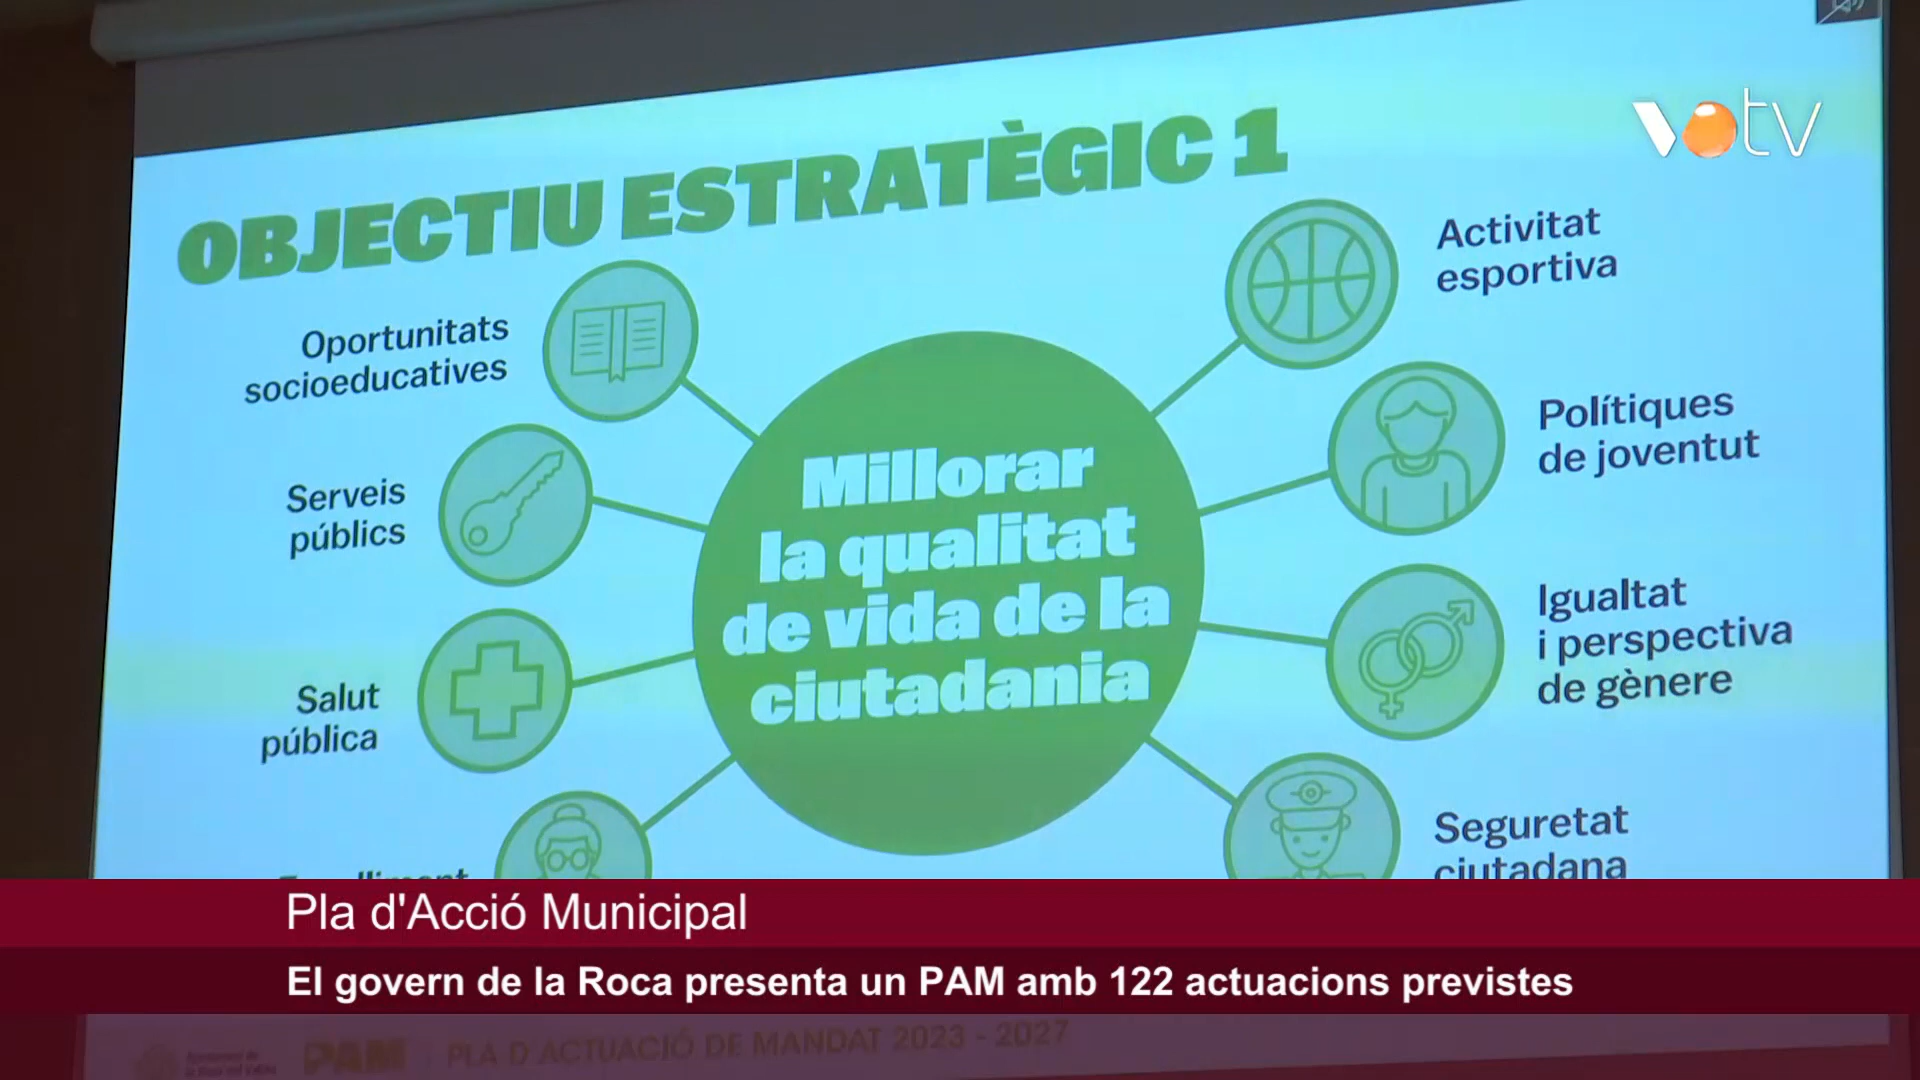 votv
OBJECTIU ESTRATÈGIC 1
Oportunitats
socioeducatives
Serveis
públics
Salut
pública
Millorar
la qualitat
de vida de la
ciutadania
Activitat
esportiva
Polítiques
de joventut
Igualtat
i perspectiva
de gènere
Seguretat
ciutadana
Pla d'Acció Municipal
El govern de la Roca presenta un PAM amb 122 actuacions previstes
PAM PLA D'ACTUACIÓ DE MANDAT 2023 - 2027